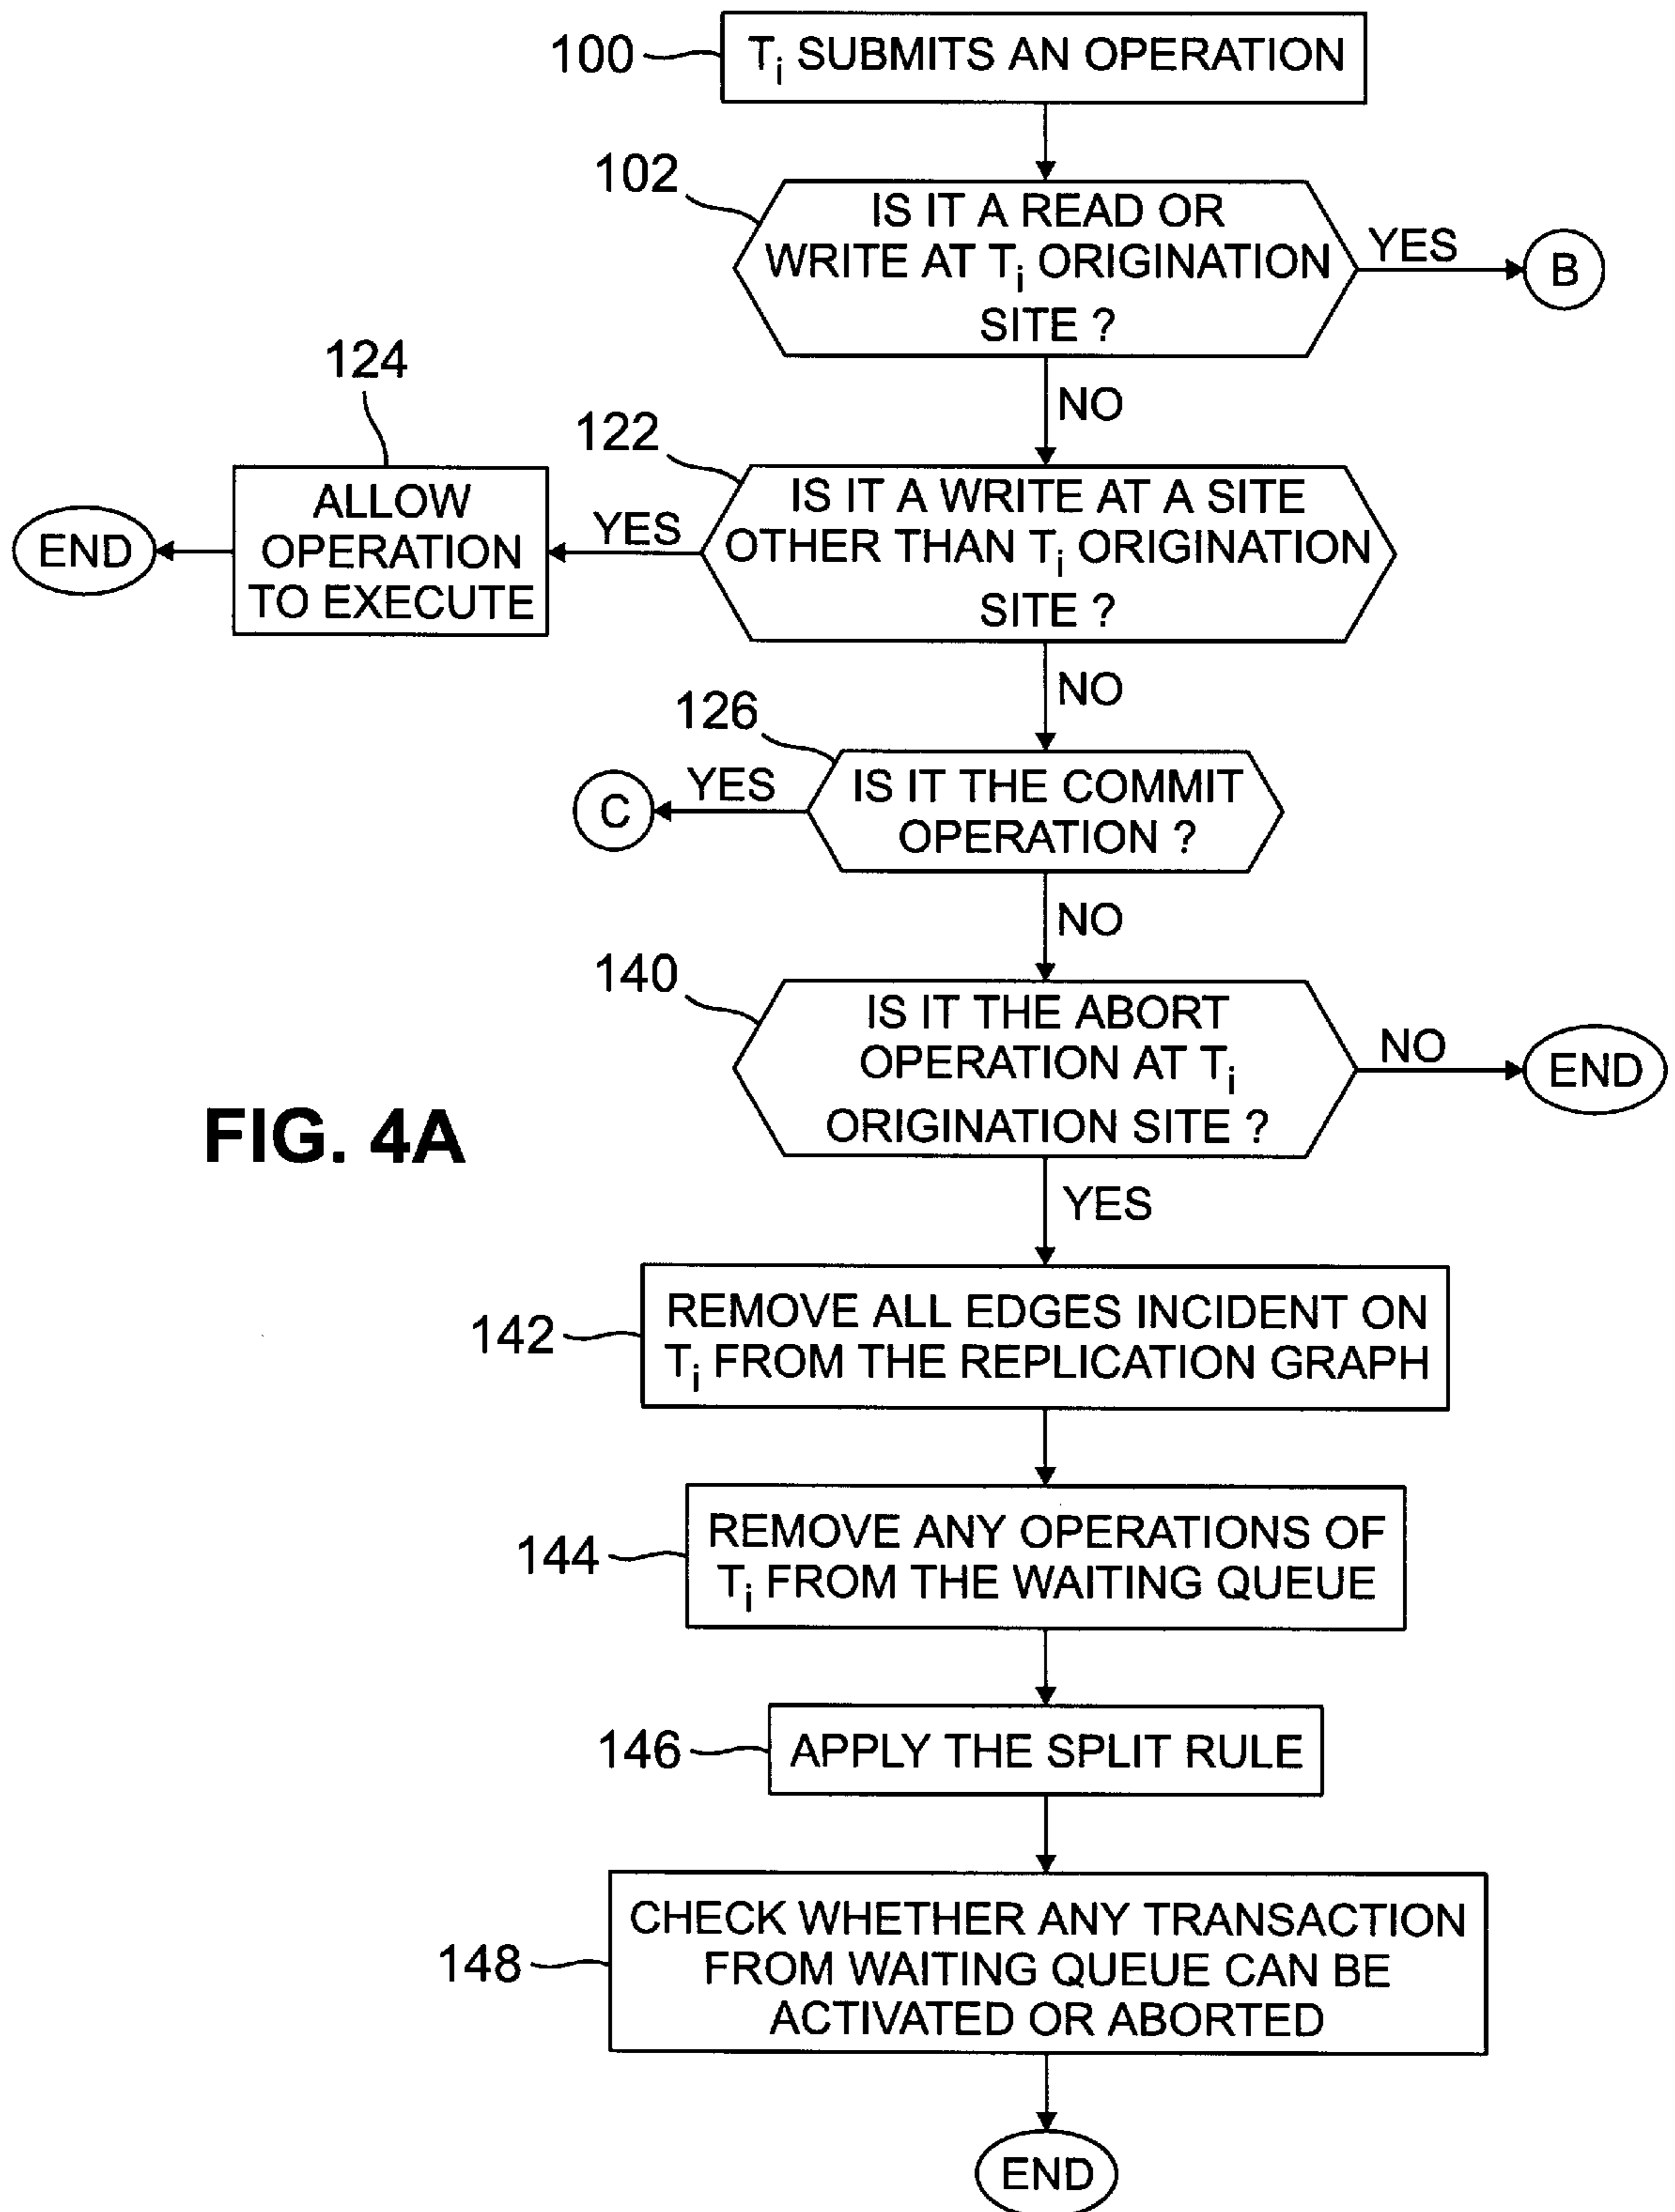 100
Ti SUBMITS AN OPERATION
102
IS IT A READ OR
WRITE AT Ti ORIGINATION
SITE ?
YES
B
NO
124
122
ALLOW
OPERATION
TO EXECUTE
END
YES
IS IT A WRITE AT A SITE
OTHER THAN Ti ORIGINATION
SITE ?
NO
126
C
YES
IS IT THE COMMIT
OPERATION ?
NO
140
IS IT THE ABORT
OPERATION AT Ti
ORIGINATION SITE ?
NO
END
FIG. 4A
YES
142
REMOVE ALL EDGES INCIDENT ON
Ti FROM THE REPLICATION GRAPH
144
REMOVE ANY OPERATIONS OF
Ti FROM THE WAITING QUEUE
146
APPLY THE SPLIT RULE
148
CHECK WHETHER ANY TRANSACTION
FROM WAITING QUEUE CAN BE
ACTIVATED OR ABORTED
END